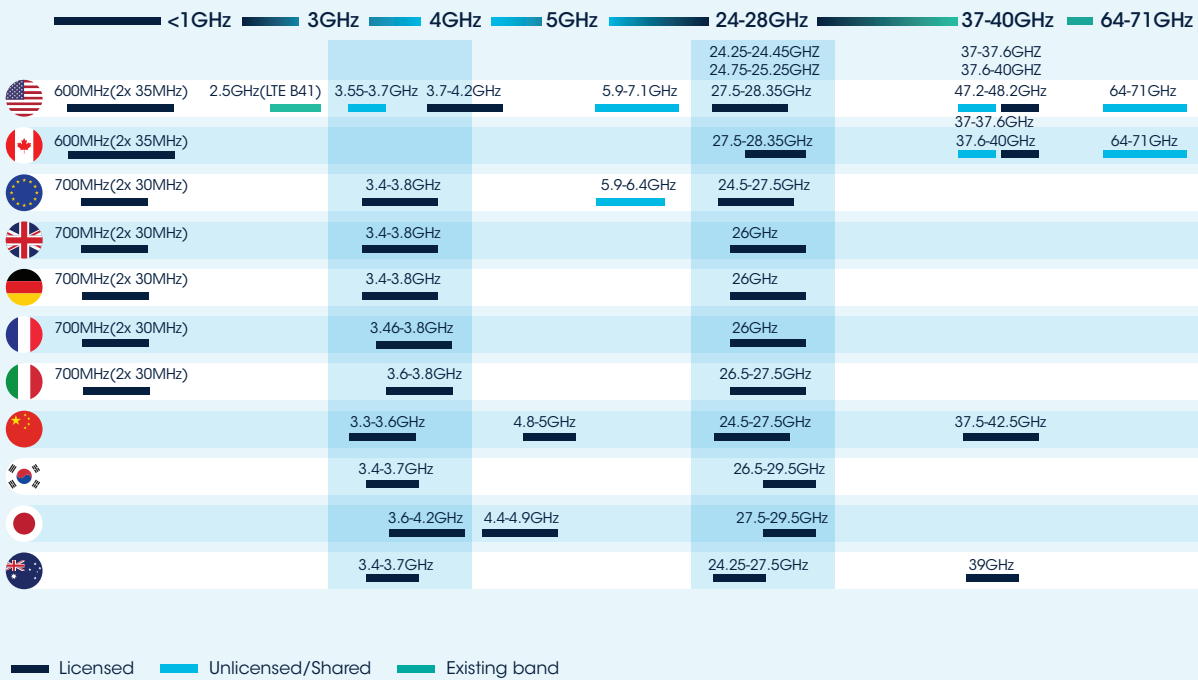 <1GHz 3GHz 4GHz 5GHz 24-28GHz 37-40GHz 64-71GHz
24.25-24.45GHZ 37-37.6GHZ
24.75-25.25GHZ 37.6-40GHZ
600MHz(2x 35MHz) 2.5GHz(LTE B41) 3.55-3.7GHz 3.7-4.2GHz 5.9-7.1GHz 27.5-28.35GHz 47.2-48.2GHz 64-71GHz
37-37.6GHz
600MHz(2x 35MHz) 27.5-28.35GHz 37.6-40GHz 64-71GHz
700MHz(2x 30MHz) 3.4-3.8GHz 5.9-6.4GHz 24.5-27.5GHz
700MHz(2x 30MHz) 3.4-3.8GHz 26GHz
700MHz(2x 30MHz) 3.4-3.8GHz 26GHz
700MHz(2x 30MHz) 3.46-3.8GHz 26GHz
700MHz(2x 30MHz) 3.6-3.8GHz 26.5-27.5GHz
3.3-3.6GHz 4.8-5GHz 24.5-27.5GHz 37.5-42.5GHz
3.4-3.7GHz 26.5-29.5GHz
3.6-4.2GHz 4.4-4.9GHz 27.5-29.5GHz
3.4-3.7GHz 24.25-27.5GHz 39GHz
Licensed Unlicensed/Shared Existing band